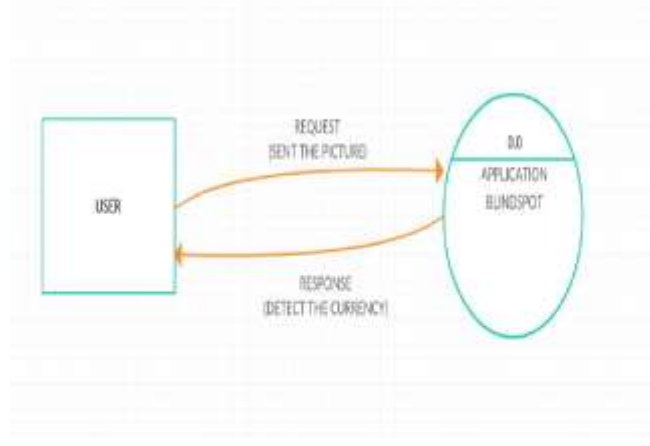 REQUEST
(SENT THE PICTURE)
0.0
APPLICATION
BLINDSPOT
USER
RESPONSE
(DETECT THE CURRENCY)